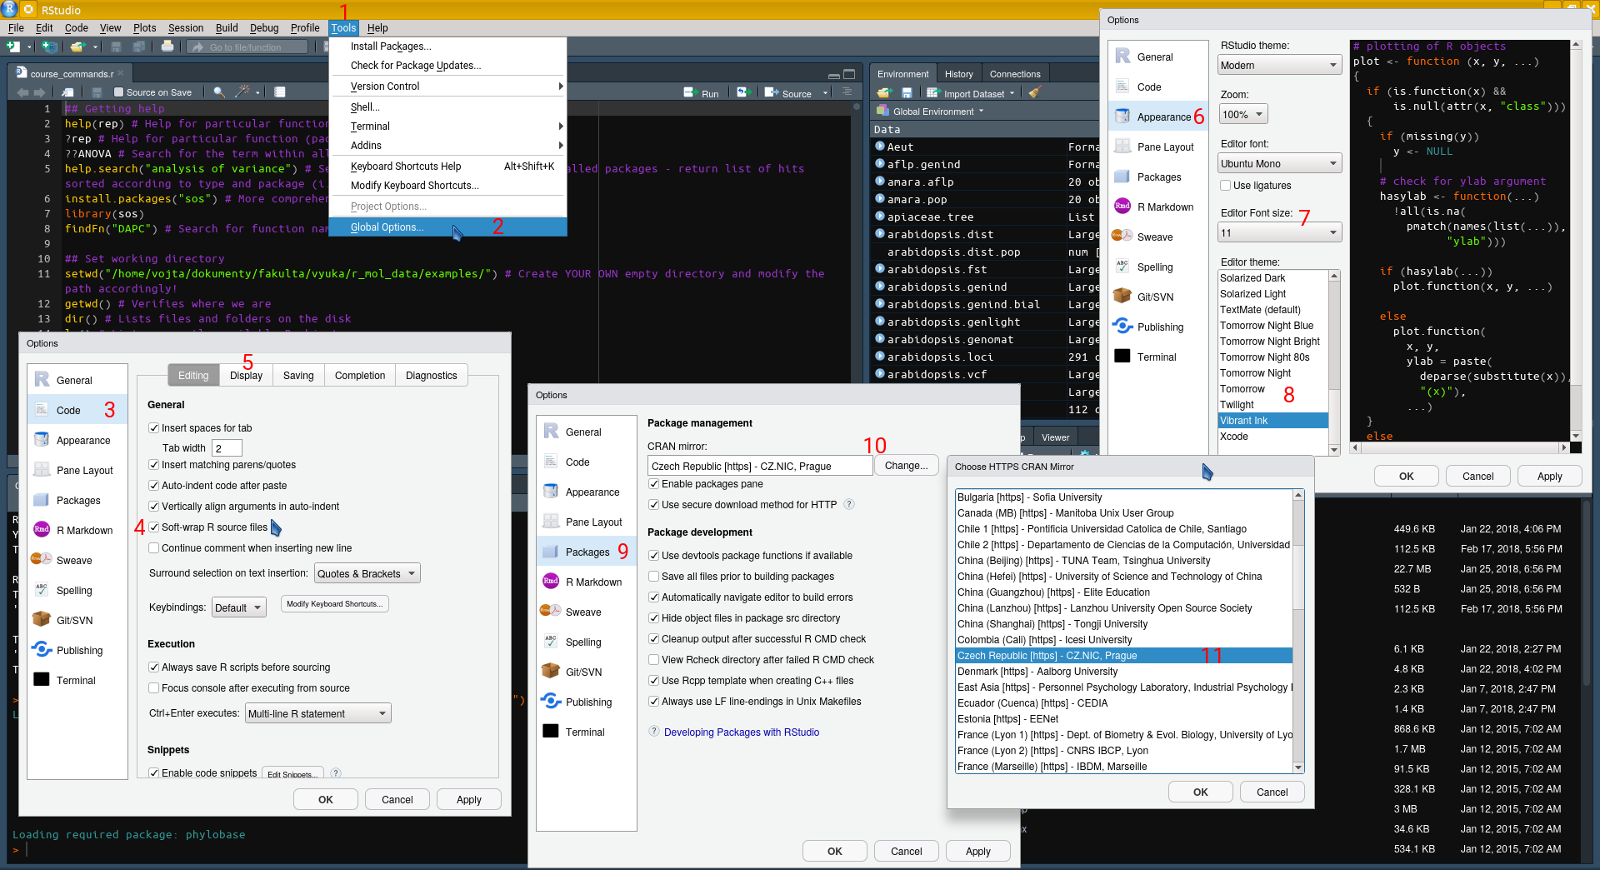 RStudio
1
File Edit Code View Plots Session Build Debug Profile Tools Help
Go to file/function
Install Packages...
Check for Package Updates...
Version Control
Shell...
Terminal
Addins
Keyboard Shortcuts Help Alt+Shift+K
Modify Keyboard Shortcuts...
Project Options...
Global Options... 2
course_commands.r
Source on Save
Run
Source
1 ## Getting help
2 help(rep) # Help for particular function
3 ?rep # Help for particular function (pa
4 ??ANOVA # Search for the term within all
5 help.search("analysis of variance") # Se
alled packages - return list of hits
sorted according to type and package (i.
6 install.packages("sos") # More comprehen
7 library(sos)
8 findFn("DAPC") # Search for function nam
9
10 ## Set working directory
11 setwd("/home/vojta/dokumenty/fakulta/vyuka/r_mol_data/examples/") # Create YOUR OWN empty directory and modify the
path accordingly!
12 getwd() # Verifies where we are
13 dir() # Lists files and folders on the disk
Environment History Connections
Import Dataset
Global Environment
Data
Aeut Forma
aflp.genind Forma
amara.aflp 20 ob
amara.pop 20 ob
apiaceae.tree List
arabidopsis.dist Large
arabidopsis.dist.pop num [
arabidopsis.fst Large
arabidopsis.genind Large
arabidopsis.genind.bial Large
arabidopsis.genlight Large
arabidopsis.genomat Large
arabidopsis.loci 291 c
arabidopsis.vcf Large
Large
112 o
p Viewer
Options
General
Code
Appearance 6
Pane Layout
Packages
R Markdown
Sweave
Spelling
Git/SVN
Publishing
Terminal
RStudio theme:
Modern
Zoom:
100%
Editor font:
Ubuntu Mono
Use ligatures
Editor Font size: 7
11
Editor theme:
Solarized Dark
Solarized Light
TextMate (default)
Tomorrow Night Blue
Tomorrow Night Bright
Tomorrow Night 80s
Tomorrow Night
Tomorrow
8
Twilight
Vibrant Ink
Xcode
# plotting of R objects
plot <- function (x, y, ...)
{
if (is.function(x) &&
is.null(attr(x, "class")))
{
if (missing(y))
y <- NULL
# check for ylab argument
hasylab <- function(...)
!all(is.na(
pmatch(names(list(...)),
"ylab")))
if (hasylab(...))
plot.function(x, y, ...)
else
plot.function(
x, y,
ylab = paste(
deparse(substitute(x)),
"(x)"),
...)
}
else
OK Cancel Apply
Options
General
Code 3
Appearance
Pane Layout
Packages
R Markdown
Sweave
Spelling
Git/SVN
Publishing
Terminal
5
Editing Display Saving Completion Diagnostics
General
Insert spaces for tab
Tab width 2
Insert matching parens/quotes
Auto-indent code after paste
Vertically align arguments in auto-indent
4 Soft-wrap R source files
Continue comment when inserting new line
Surround selection on text insertion: Quotes & Brackets
Keybindings: Default Modify Keyboard Shortcuts...
Execution
Always save R scripts before sourcing
Focus console after executing from source
Ctrl+Enter executes: Multi-line R statement
Snippets
Enable code snippets Edit Snippets... ?
OK Cancel Apply
Loading required package: phylobase
>
Options
General
Code
Appearance
Pane Layout
Packages 9
R Markdown
Sweave
Spelling
Git/SVN
Publishing
Terminal
Package management
CRAN mirror: 10
Czech Republic [https] - CZ.NIC, Prague Change...
Enable packages pane
Use secure download method for HTTP ?
Package development
Use devtools package functions if available
Save all files prior to building packages
Automatically navigate editor to build errors
Hide object files in package src directory
Cleanup output after successful R CMD check
View Rcheck directory after failed R CMD check
Use Rcpp template when creating C++ files
Always use LF line-endings in Unix Makefiles
? Developing Packages with RStudio
OK Cancel Apply
Choose HTTPS CRAN Mirror
Bulgaria [https] - Sofia University
Canada (MB) [https] - Manitoba Unix User Group
Chile 1 [https] - Pontificia Universidad Catolica de Chile, Santiago
Chile 2 [https] - Departamento de Ciencias de la Computación, Universidad
China (Beijing) [https] - TUNA Team, Tsinghua University
China (Hefei) [https] - University of Science and Technology of China
China (Guangzhou) [https] - Elite Education
China (Lanzhou) [https] - Lanzhou University Open Source Society
China (Shanghai) [https] - Tongji University
Colombia (Cali) [https] - Icesi University
Czech Republic [https] - CZ.NIC, Prague 11
Denmark [https] - Aalborg University
East Asia [https] - Personnel Psychology Laboratory, Industrial Psychology I
Ecuador (Cuenca) [https] - CEDIA
Estonia [https] - EENet
France (Lyon 1) [https] - Dept. of Biometry & Evol. Biology, University of Lyo
France (Lyon 2) [https] - CNRS IBCP, Lyon
France (Marseille) [https] - IBDM, Marseille
OK Cancel
449.6 KB Jan 22, 2018, 4:06 PM
112.5 KB Feb 17, 2018, 5:56 PM
22.7 MB Jan 25, 2018, 6:56 PM
532 B Jan 25, 2018, 6:56 PM
112.5 KB Feb 17, 2018, 5:56 PM
6.1 KB Jan 22, 2018, 2:27 PM
4.8 KB Jan 22, 2018, 4:02 PM
2.3 KB Jan 7, 2018, 2:47 PM
1.4 KB Jan 7, 2018, 2:47 PM
868.6 KB Jan 12, 2015, 7:02 AM
1.7 MB Jan 12, 2015, 7:02 AM
91.5 KB Jan 12, 2015, 7:02 AM
328.1 KB Jan 12, 2015, 7:02 AM
3 MB Jan 12, 2015, 7:02 AM
34.6 KB Jan 12, 2015, 7:02 AM
534.1 KB Jan 12, 2015, 7:02 AM